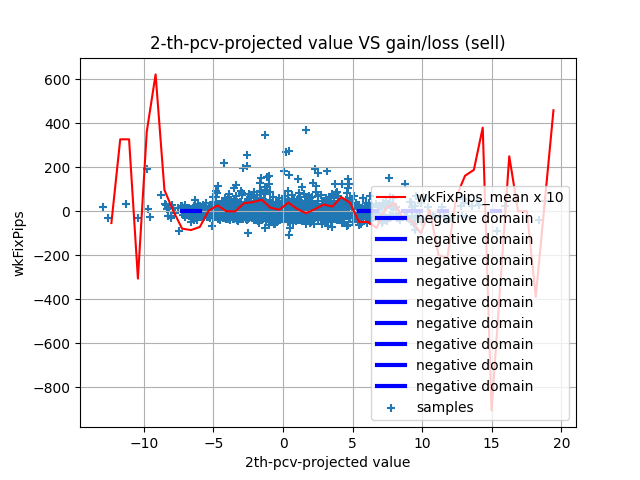 2-th-pcv-projected value VS gain/loss (sell)
600
400
200
0
−200
−400
−600
−800
wkFixPips
−10
−5
0
5
10
15
20
2th-pcv-projected value
wkFixPips_mean x 10
negative domain
negative domain
negative domain
negative domain
negative domain
negative domain
negative domain
negative domain
negative domain
samples